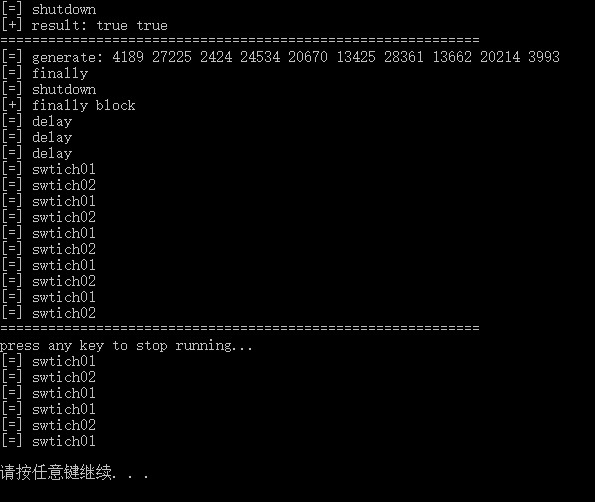 [=] shutdown
[+] result: true true
============================================================
[=] generate: 4189 27225 2424 24534 20670 13425 28361 13662 20214 3993
[=] finally
[=] shutdown
[+] finally block
[=] delay
[=] delay
[=] delay
[=] swtich01
[=] swtich02
[=] swtich01
[=] swtich02
[=] swtich01
[=] swtich02
[=] swtich01
[=] swtich02
[=] swtich01
[=] swtich02
============================================================
press any key to stop running...
[=] swtich01
[=] swtich02
[=] swtich01
[=] swtich01
[=] swtich02
[=] swtich01
请按任意键继续. . .